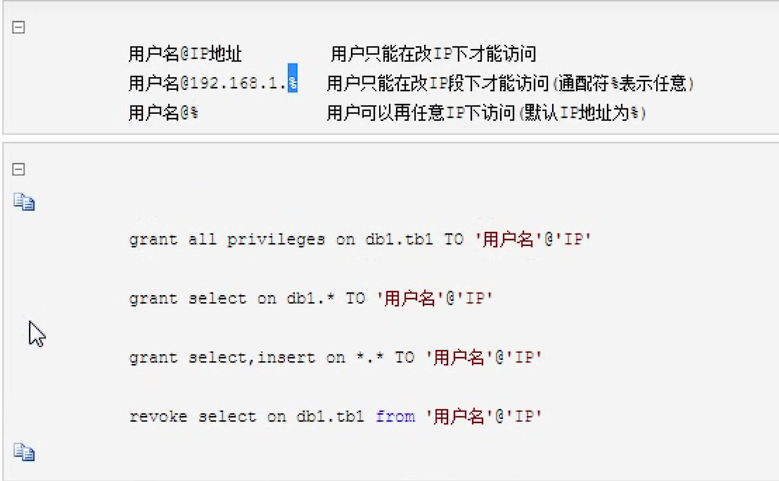 用户名@IP地址 用户只能在改IP下才能访问
用户名@192.168.1.% 用户只能在改IP段下才能访问(通配符%表示任意)
用户名@% 用户可以再任意IP下访问(默认IP地址为%)
grant all privileges on db1.tb1 TO '用户名'@'IP'
grant select on db1.* TO '用户名'@'IP'
grant select,insert on *.* TO '用户名'@'IP'
revoke select on db1.tb1 from '用户名'@'IP'